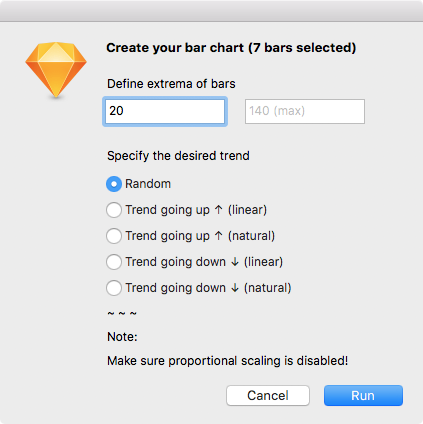 Create your bar chart (7 bars selected)
Define extrema of bars
20 140 (max)
Specify the desired trend
Random
Trend going up ↑ (linear)
Trend going up ↑ (natural)
Trend going down ↓ (linear)
Trend going down ↓ (natural)
~ ~ ~
Note:
Make sure proportional scaling is disabled!
Cancel Run